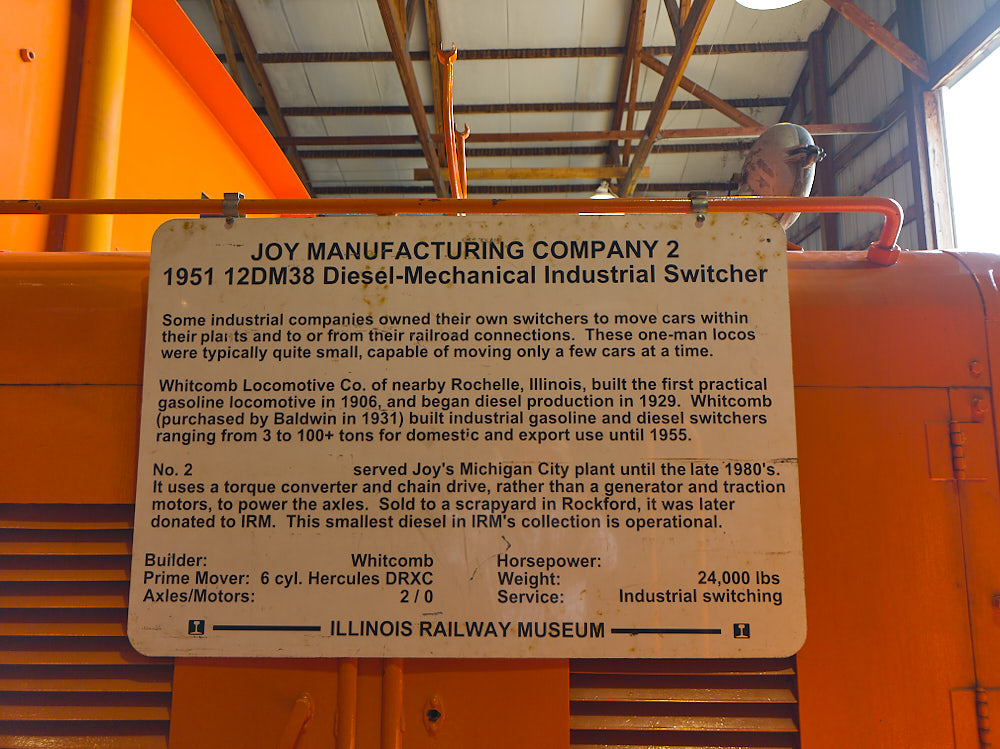 JOY MANUFACTURING COMPANY 2
1951 12DM38 Diesel-Mechanical Industrial Switcher
Some industrial companies owned their own switchers to move cars within
their plants and to or from their railroad connections. These one-man locos
were typically quite small, capable of moving only a few cars at a time.
Whitcomb Locomotive Co. of nearby Rochelle, Illinois, built the first practical
gasoline locomotive in 1906, and began diesel production in 1929. Whitcomb
(purchased by Baldwin in 1931) built industrial gasoline and diesel switchers
ranging from 3 to 100+ tons for domestic and export use until 1955.
No. 2 served Joy's Michigan City plant until the late 1980's.
It uses a torque converter and chain drive, rather than a generator and traction
motors, to power the axles. Sold to a scrapyard in Rockford, it was later
donated to IRM. This smallest diesel in IRM's collection is operational.
Builder: Whitcomb Horsepower:
Prime Mover: 6 cyl. Hercules DRXC Weight: 24,000 lbs
Axles/Motors: 2 / 0 Service: Industrial switching
ILLINOIS RAILWAY MUSEUM